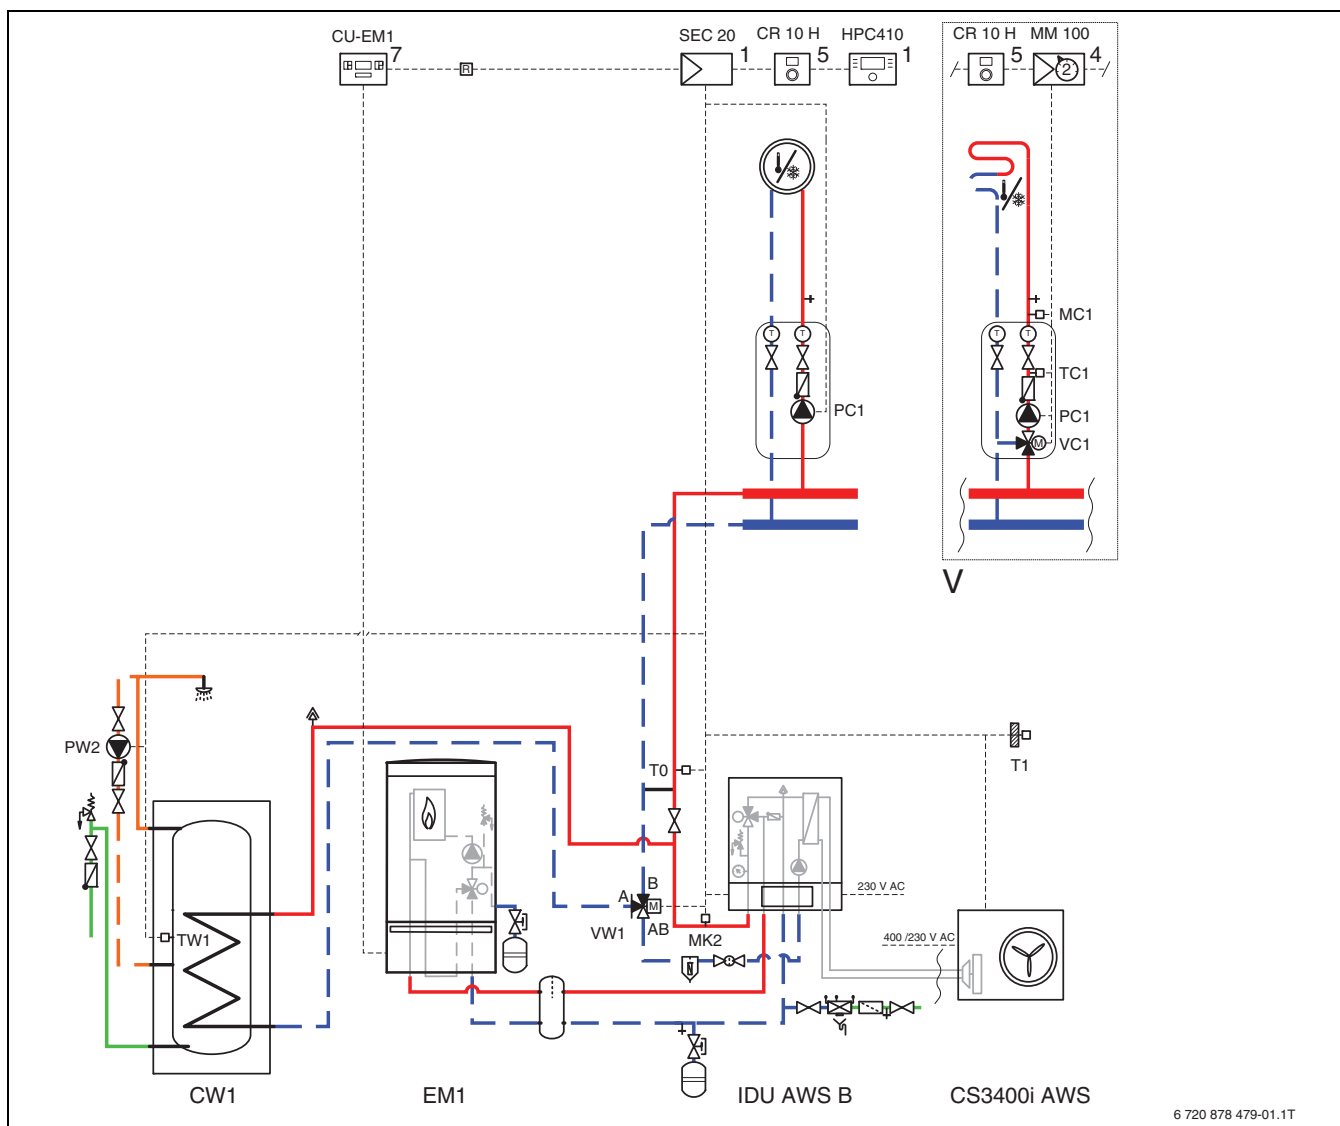 CU-EM1
7
R
SEC 20
1
CR 10 H
5
HPC410
1
CR 10 H
5
MM 100
2
4
T
T
PC1
T
T
MC1
TC1
PC1
M
VC1
V
PW2
TW1
T0
T1
A
B
M
AB
VW1
MK2
230 V AC
400 /230 V AC
CW1
EM1
IDU AWS B
CS3400i AWS
6 720 878 479-01.1T